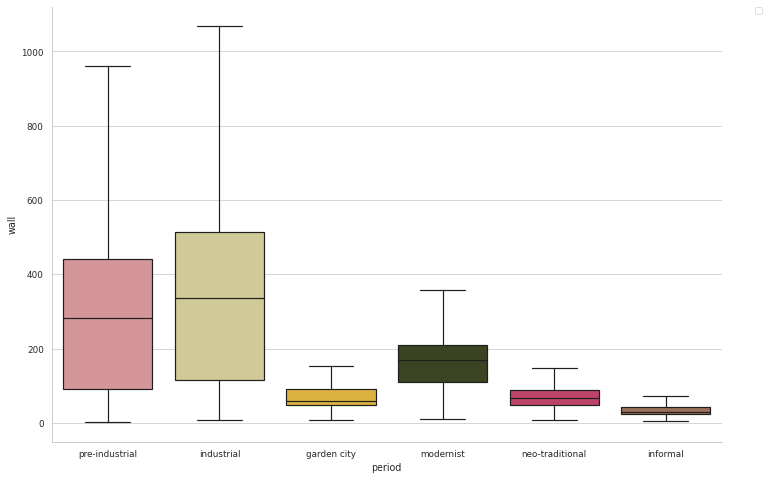 1000
800
600
400
200
0
wall
pre-industrial
industrial
garden city
modernist
neo-traditional
informal
period